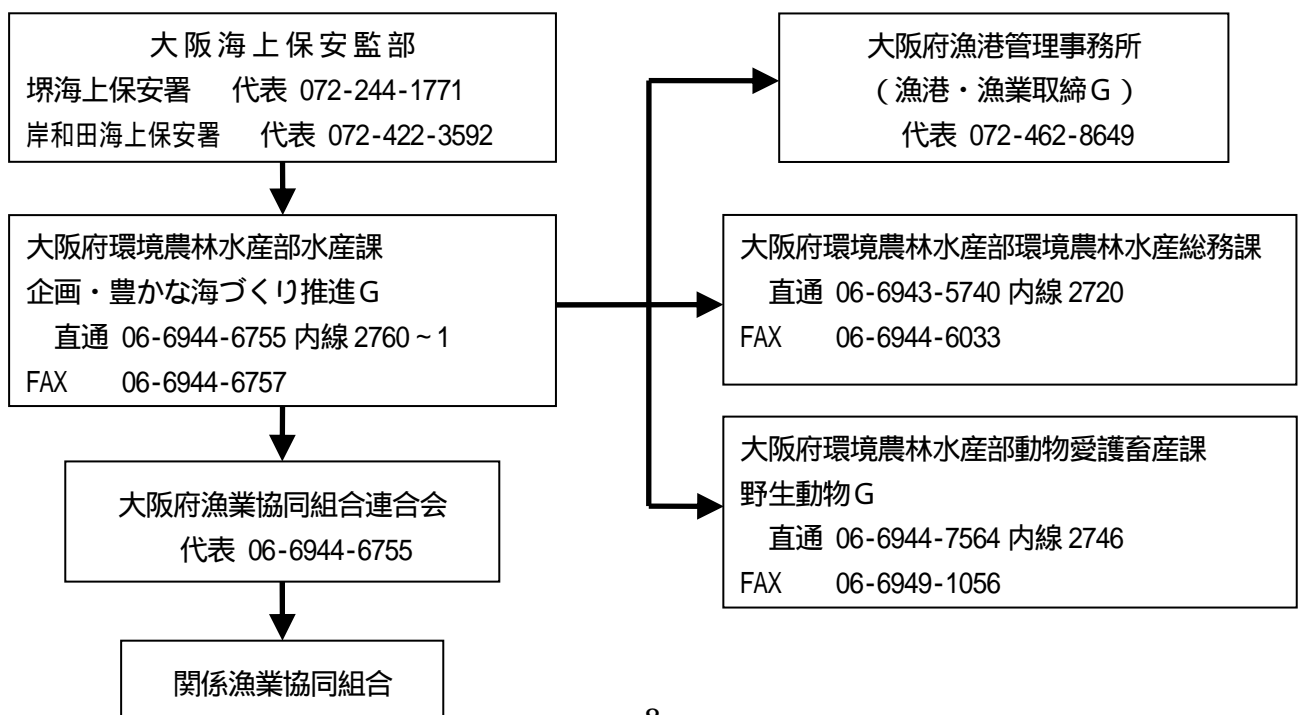 大阪海上保安監部
堺海上保安署 代表 072-244-1771
岸和田海上保安署 代表 072-422-3592
大阪府環境農林水産部水産課
企画・豊かな海づくり推進G
直通 06-6944-6755 内線 2760~1
FAX 06-6944-6757
大阪府漁業協同組合連合会
代表 06-6944-6755
関係漁業協同組合
大阪府漁港管理事務所
(漁港・漁業取締G)
代表 072-462-8649
大阪府環境農林水産部環境農林水産総務課
直通 06-6943-5740 内線 2720
FAX 06-6944-6033
大阪府環境農林水産部動物愛護畜産課
野生動物G
直通 06-6944-7564 内線 2746
FAX 06-6949-1056